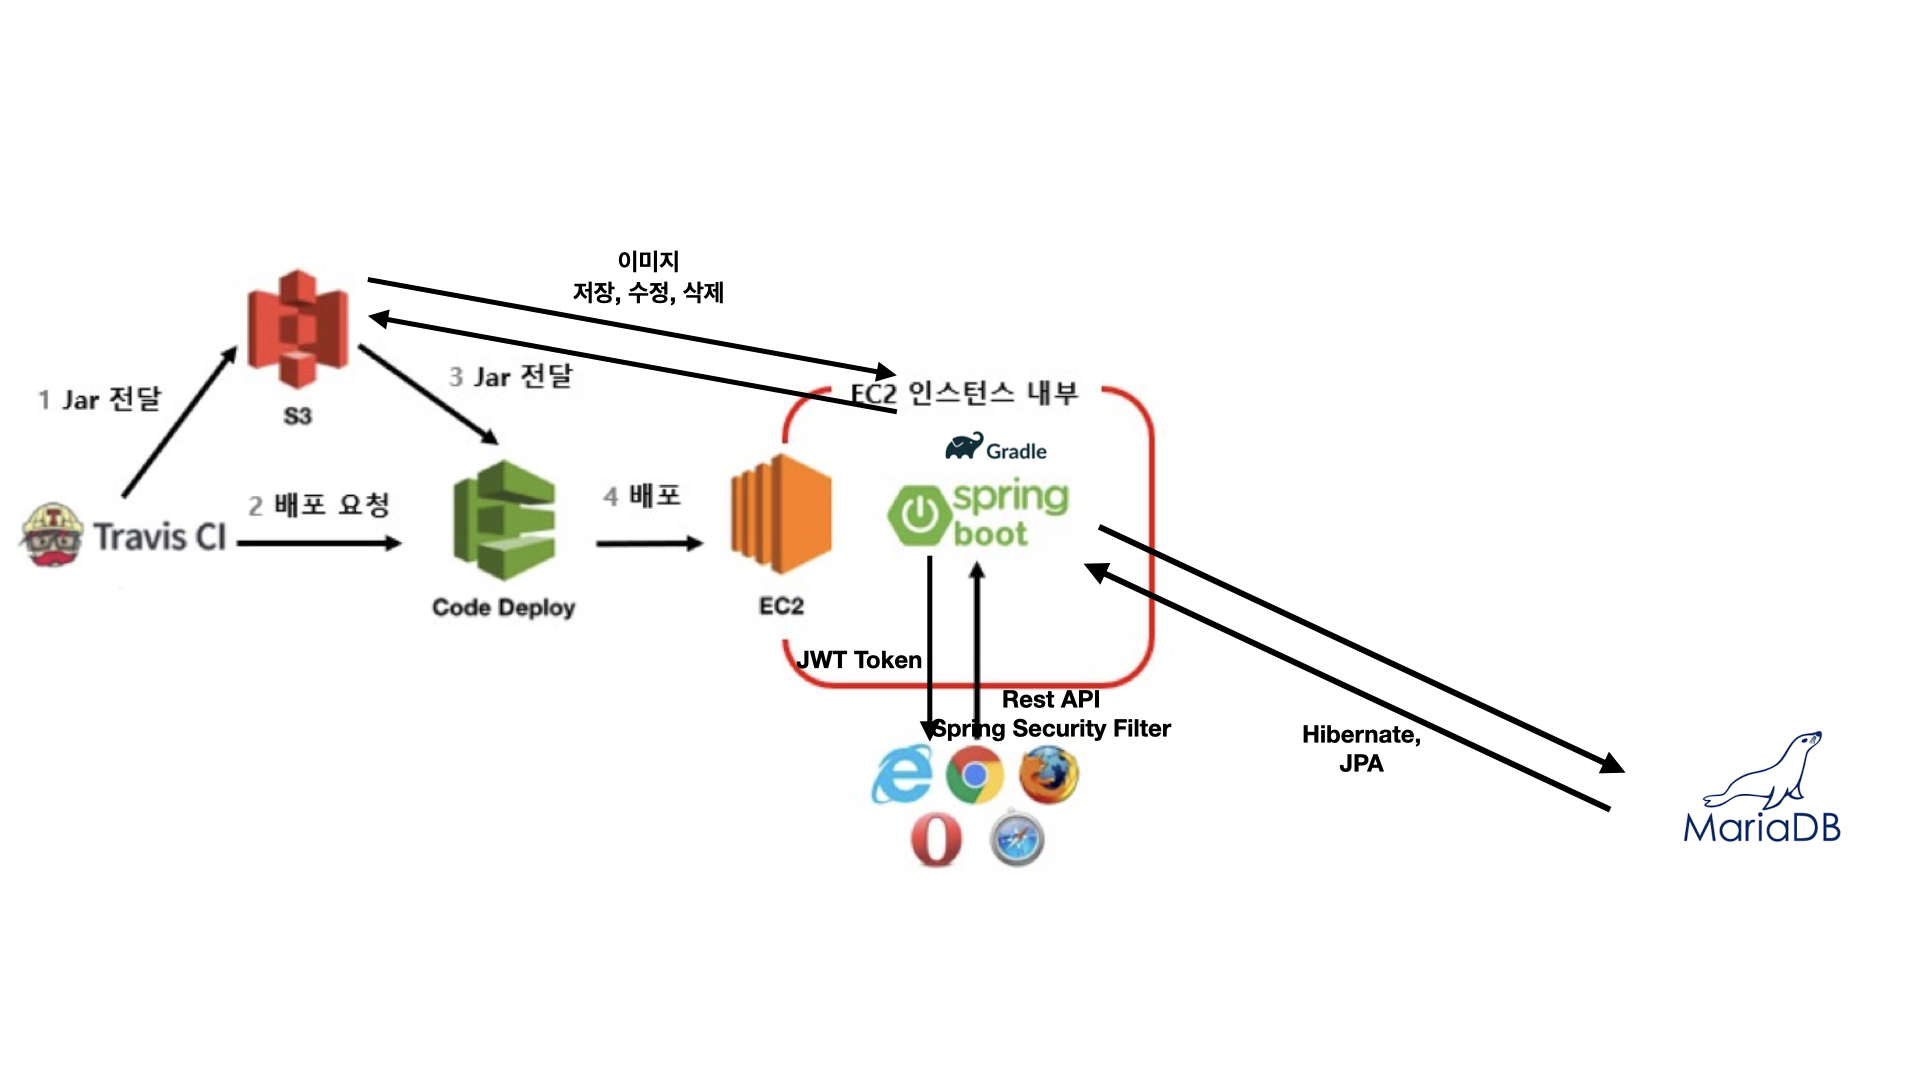 이미지
저장, 수정, 삭제
1 Jar 전달
3 Jar 전달
S3
EC2 인스턴스 내부
Gradle
spring
boot
Travis CI
2 배포 요청
4 배포
Code Deploy
EC2
JWT Token
Rest API
Spring Security Filter
Hibernate,
JPA
MariaDB